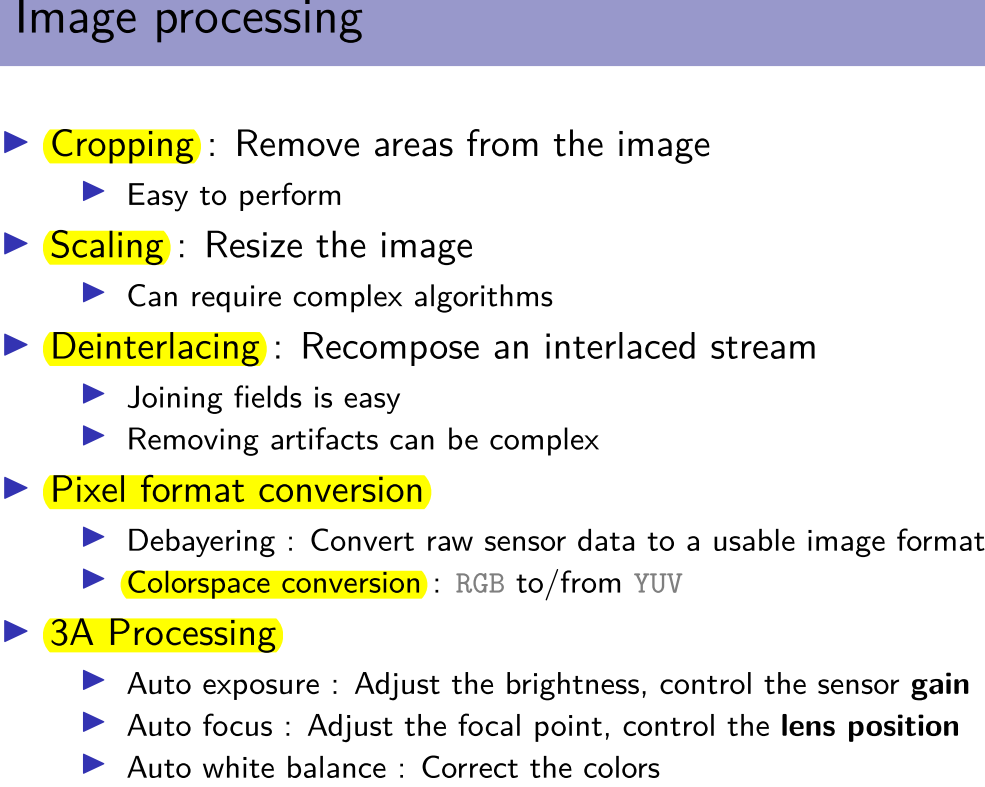 Image processing
Cropping : Remove areas from the image
Easy to perform
Scaling : Resize the image
Can require complex algorithms
Deinterlacing : Recompose an interlaced stream
Joining fields is easy
Removing artifacts can be complex
Pixel format conversion
Debayering : Convert raw sensor data to a usable image format
Colorspace conversion : RGB to/from YUV
3A Processing
Auto exposure : Adjust the brightness, control the sensor gain
Auto focus : Adjust the focal point, control the lens position
Auto white balance : Correct the colors